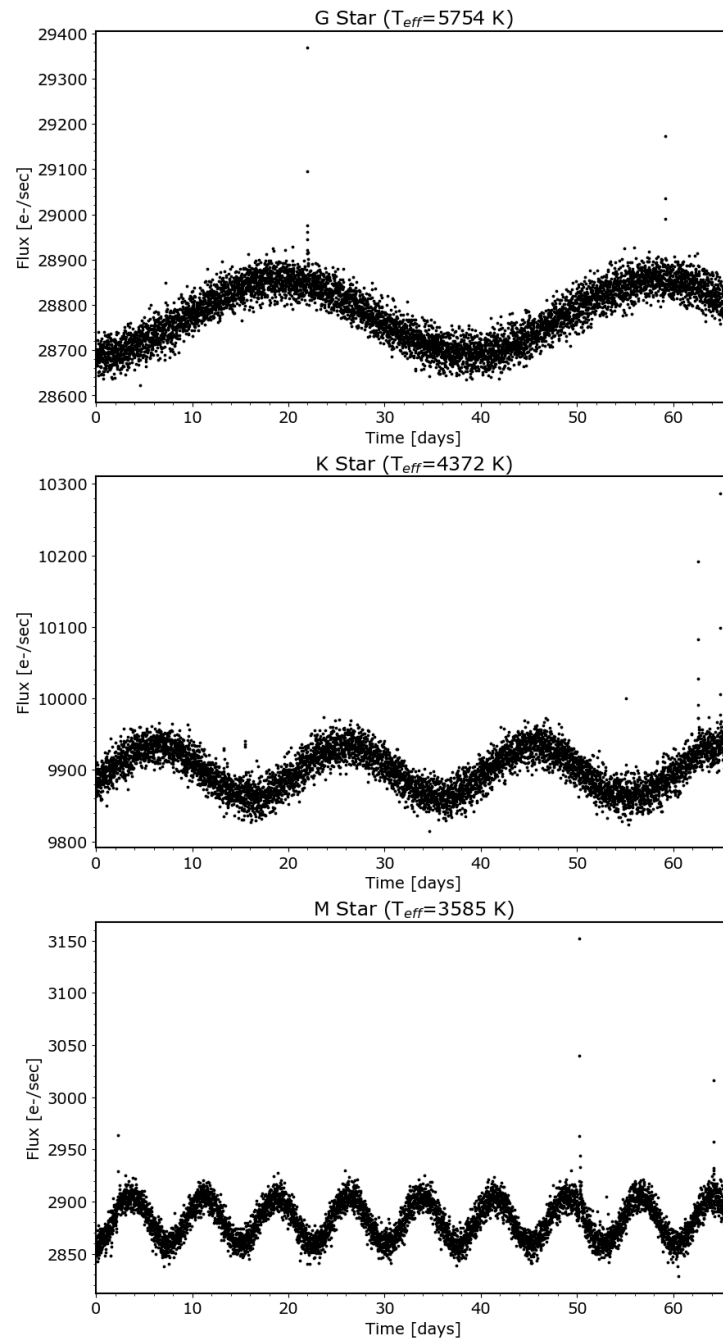 G Star (T_eff=5754 K)
29400
29300
29200
29100
29000
28900
28800
28700
28600
Flux [e-/sec]
0 10 20 30 40 50 60
Time [days]
K Star (T_eff=4372 K)
10300
10200
10100
10000
9900
9800
Flux [e-/sec]
0 10 20 30 40 50 60
Time [days]
M Star (T_eff=3585 K)
3150
3100
3050
3000
2950
2900
2850
Flux [e-/sec]
0 10 20 30 40 50 60
Time [days]